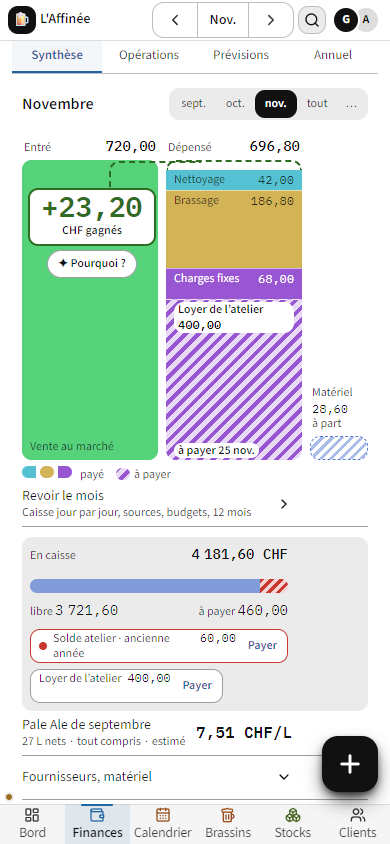 L'Affinée
Nov.
G
A
Synthèse
Opérations
Prévisions
Annuel
Novembre
sept.
oct.
nov.
tout
...
Entré
720,00
Dépensé
696,80
+23,20
CHF gagnés
✦ Pourquoi ?
Vente au marché
Nettoyage
42,00
Brassage
186,80
Charges fixes
68,00
Loyer de l'atelier
400,00
à payer 25 nov.
Matériel
28,60
à part
payé
à payer
Revoir le mois
Caisse jour par jour, sources, budgets, 12 mois
En caisse
4 181,60 CHF
libre 3 721,60
à payer 460,00
Solde atelier · ancienne
année
60,00
Payer
Loyer de l'atelier
400,00
Payer
Pale Ale de septembre
27 L nets · tout compris · estimé
7,51 CHF/L
Fournisseurs, matériel
Bord
Finances
Calendrier
Brassins
Stocks
Clients